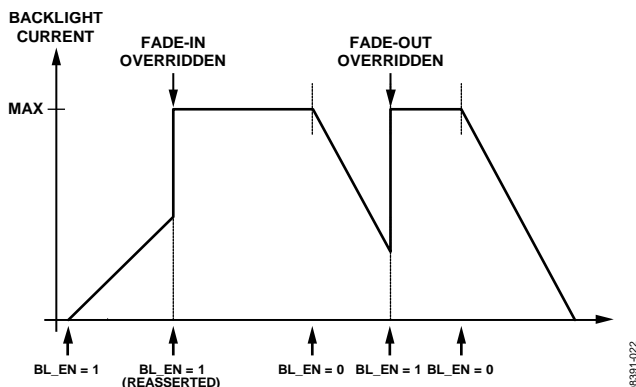 BACKLIGHT
CURRENT
FADE-IN
OVERRIDDEN
FADE-OUT
OVERRIDDEN
MAX
BL_EN = 1
BL_EN = 1
(REASSERTED)
BL_EN = 0
BL_EN = 1
BL_EN = 0